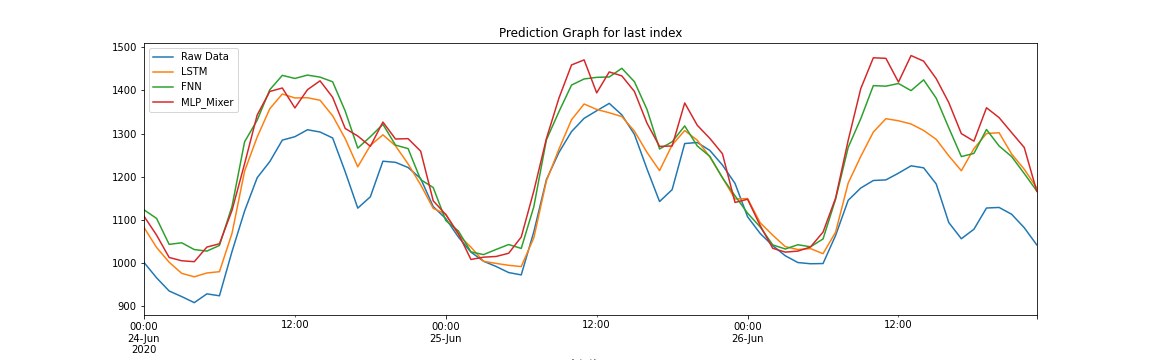 Prediction Graph for last index
Raw Data
LSTM
FNN
MLP_Mixer
1500
1400
1300
1200
1100
1000
900
00:00
24-Jun
2020
12:00
00:00
25-Jun
12:00
00:00
26-Jun
12:00